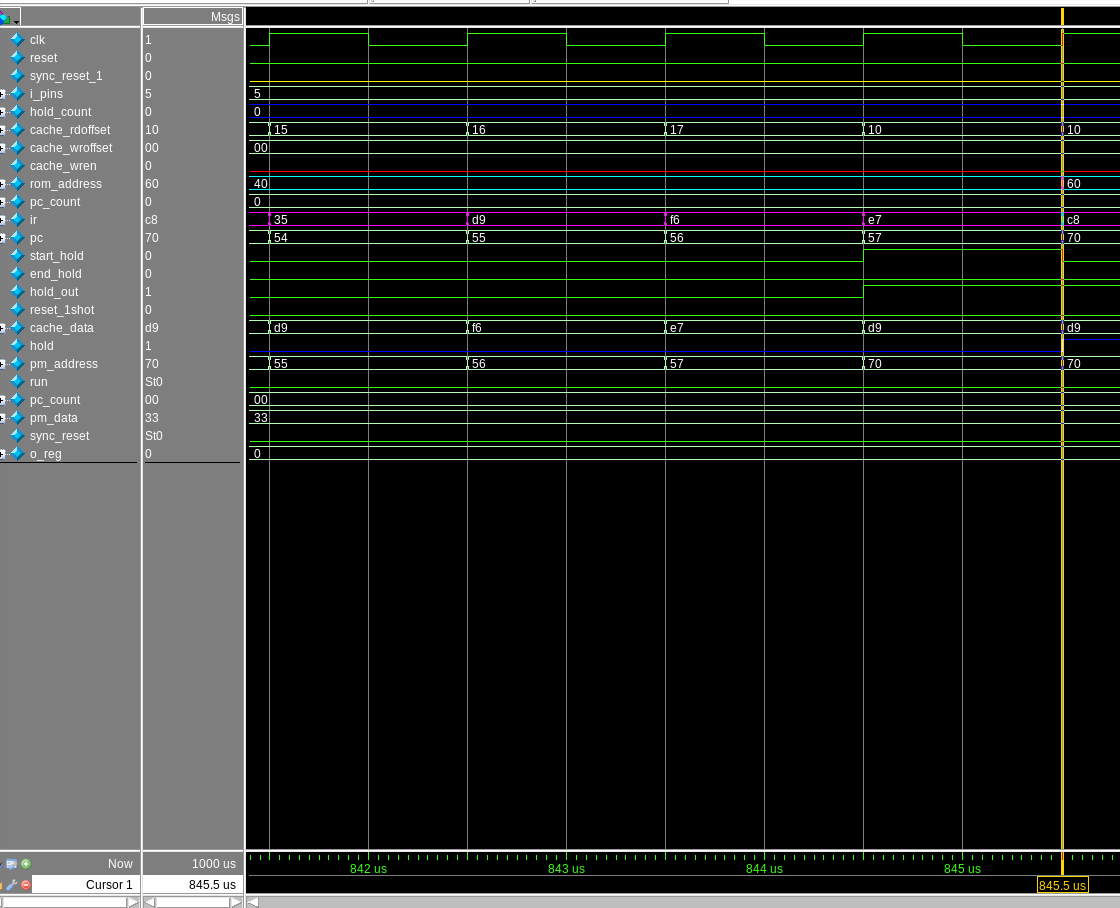 Msgs
clk 1
reset 0
sync_reset_1 0
i_pins 5 5
hold_count 0 0
cache_rdoffset 10 15 16 17 10 10
cache_wroffset 00 00
cache_wren 0
rom_address 60 40 60
pc_count 0 0
ir c8 35 d9 f6 e7 c8
pc 70 54 55 56 57 70
start_hold 0
end_hold 0
hold_out 1
reset_1shot 0
cache_data d9 d9 f6 e7 d9 d9
hold 1
pm_address 70 55 56 57 70 70
run St0
pc_count 00 00
pm_data 33 33
sync_reset St0
o_reg 0 0
Now 1000 us 842 us 843 us 844 us 845 us
Cursor 1 845.5 us 845.5 us